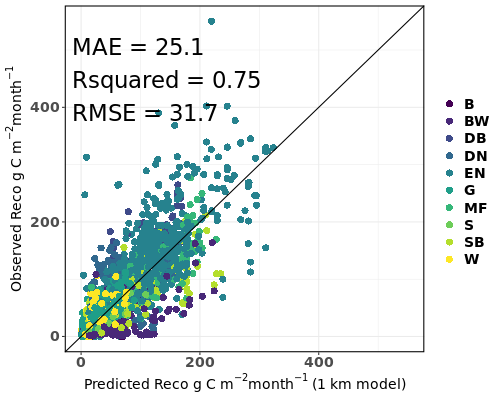 MAE = 25.1
Rsquared = 0.75
RMSE = 31.7
Observed Reco g C m⁻²month⁻¹
400
200
0
0 200 400
Predicted Reco g C m⁻²month⁻¹ (1 km model)
B
BW
DB
DN
EN
G
MF
S
SB
W